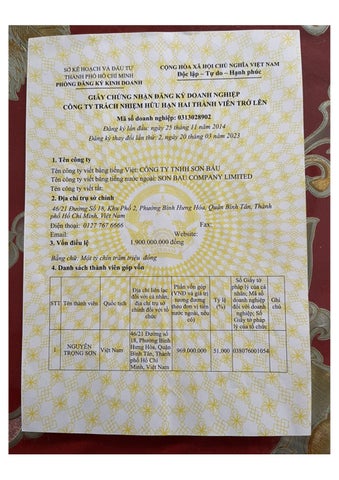 SỞ KẾ HOẠCH VÀ ĐẦU TƯ
THÀNH PHỐ HỒ CHÍ MINH
PHÒNG ĐĂNG KÝ KINH DOANH
CỘNG HÒA XÃ HỘI CHỦ NGHĨA VIỆT NAM
Độc lập - Tự do - Hạnh phúc
GIẤY CHỨNG NHẬN ĐĂNG KÝ DOANH NGHIỆP
CÔNG TY TRÁCH NHIỆM HỮU HẠN HAI THÀNH VIÊN TRỞ LÊN
Mã số doanh nghiệp: 0313028902
Đăng ký lần đầu: ngày 25 tháng 11 năm 2014
Đăng ký thay đổi lần thứ: 2, ngày 20 tháng 03 năm 2023
1. Tên công ty
Tên công ty viết bằng tiếng Việt: CÔNG TY TNHH SƠN BÀU
Tên công ty viết bằng tiếng nước ngoài: SON BAU COMPANY LIMITED
Tên công ty viết tắt:
2. Địa chỉ trụ sở chính
46/21 Đường Số 18, Khu Phố 2, Phường Bình Hưng Hòa, Quận Bình Tân, Thành
phố Hồ Chí Minh, Việt Nam
Điện thoại: 0127 767 6666 Fax:
Email: Website:
3. Vốn điều lệ 1.900.000.000 đồng
Bằng chữ: Một tỷ chín trăm triệu đồng
4. Danh sách thành viên góp vốn
STT
Tên thành viên
Quốc tịch
Địa chỉ liên lạc
đối với cá nhân;
địa chỉ trụ sở
chính đối với tổ
chức
Phần vốn góp
(VNĐ và giá trị
tương đương
theo đơn vị tiền
nước ngoài, nếu
có)
Tỷ lệ
(%)
Số Giấy tờ
pháp lý của cá
nhân; Mã số
doanh nghiệp
đối với doanh
nghiệp; Số
Giấy tờ pháp
lý của tổ chức
Ghi
chú
1
NGUYỄN
TRỌNG SƠN
Việt Nam
46/21 Đường số
18, Phường Bình
Hưng Hòa, Quận
Bình Tân, Thành
phố Hồ Chí
Minh, Việt Nam
969.000.000
51,000
038076001054